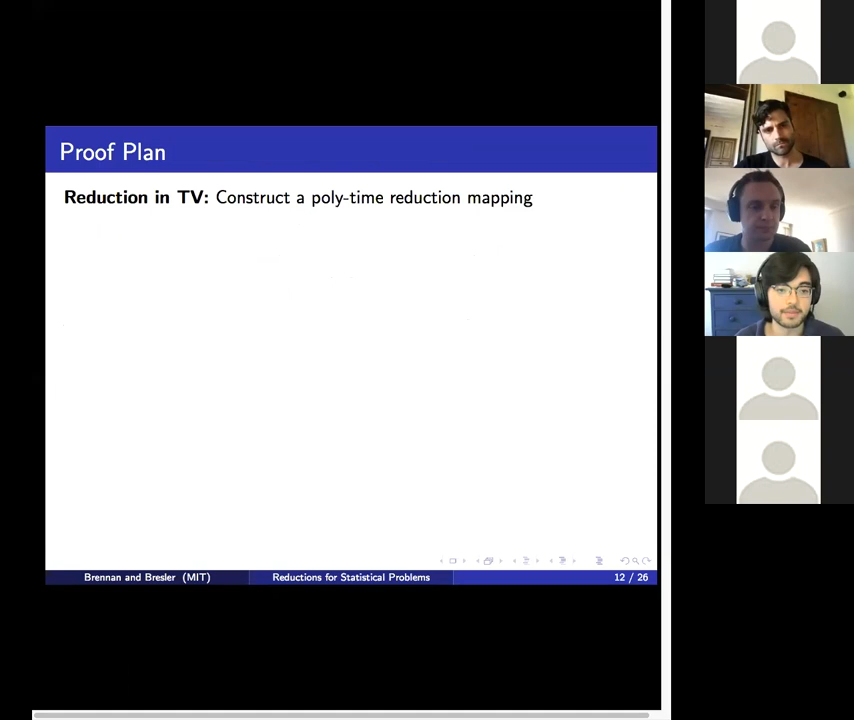 Proof Plan
Reduction in TV: Construct a poly-time reduction mapping
Brennan and Bresler (MIT) Reductions for Statistical Problems 12 / 26